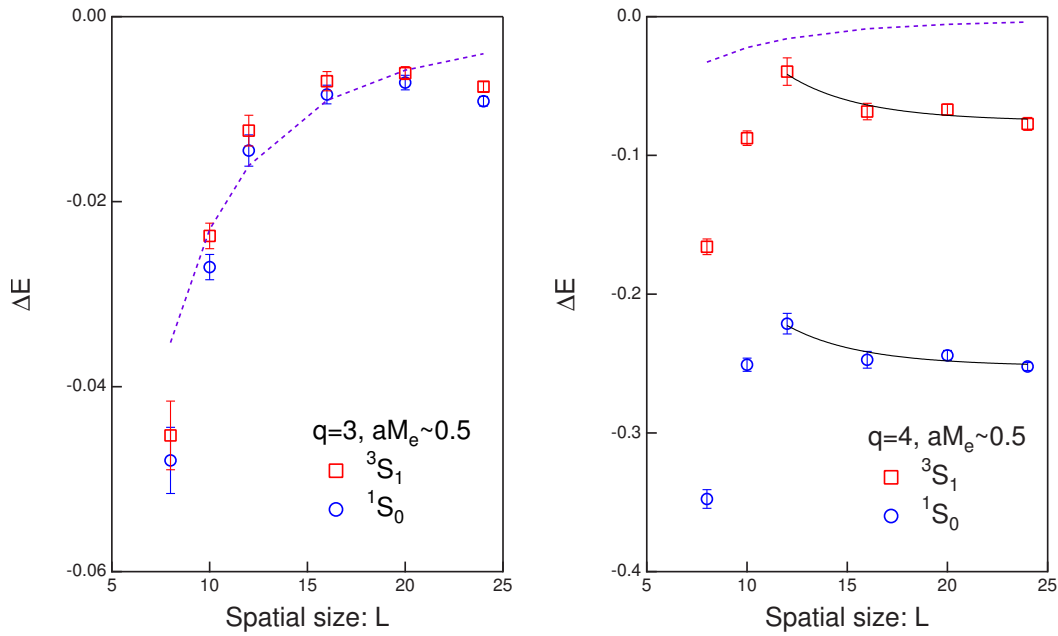 0.00
-0.02
-0.04
-0.06
ΔE
q=3, aMe~0.5
³S₁
¹S₀
5
10
15
20
25
Spatial size: L
0.0
-0.1
-0.2
-0.3
-0.4
ΔE
q=4, aMe~0.5
³S₁
¹S₀
5
10
15
20
25
Spatial size: L